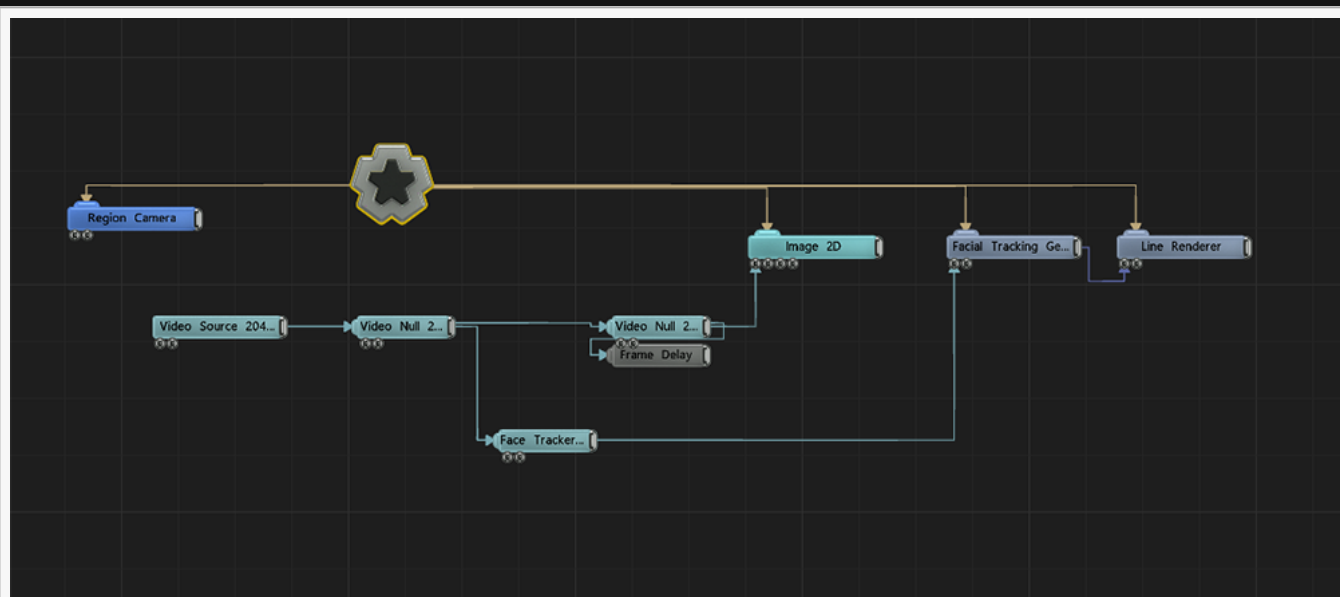 Region Camera
Image 2D
Facial Tracking Ge...
Line Renderer
Video Source 204...
Video Null 2...
Video Null 2...
Frame Delay
Face Tracker...